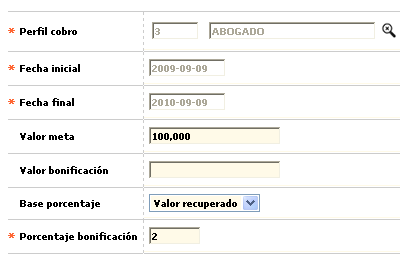 * Perfil cobro 3 ABOGADO
* Fecha inicial 2009-09-09
* Fecha final 2010-09-09
Valor meta 100,000
Valor bonificación
Base porcentaje Valor recuperado
* Porcentaje bonificación 2